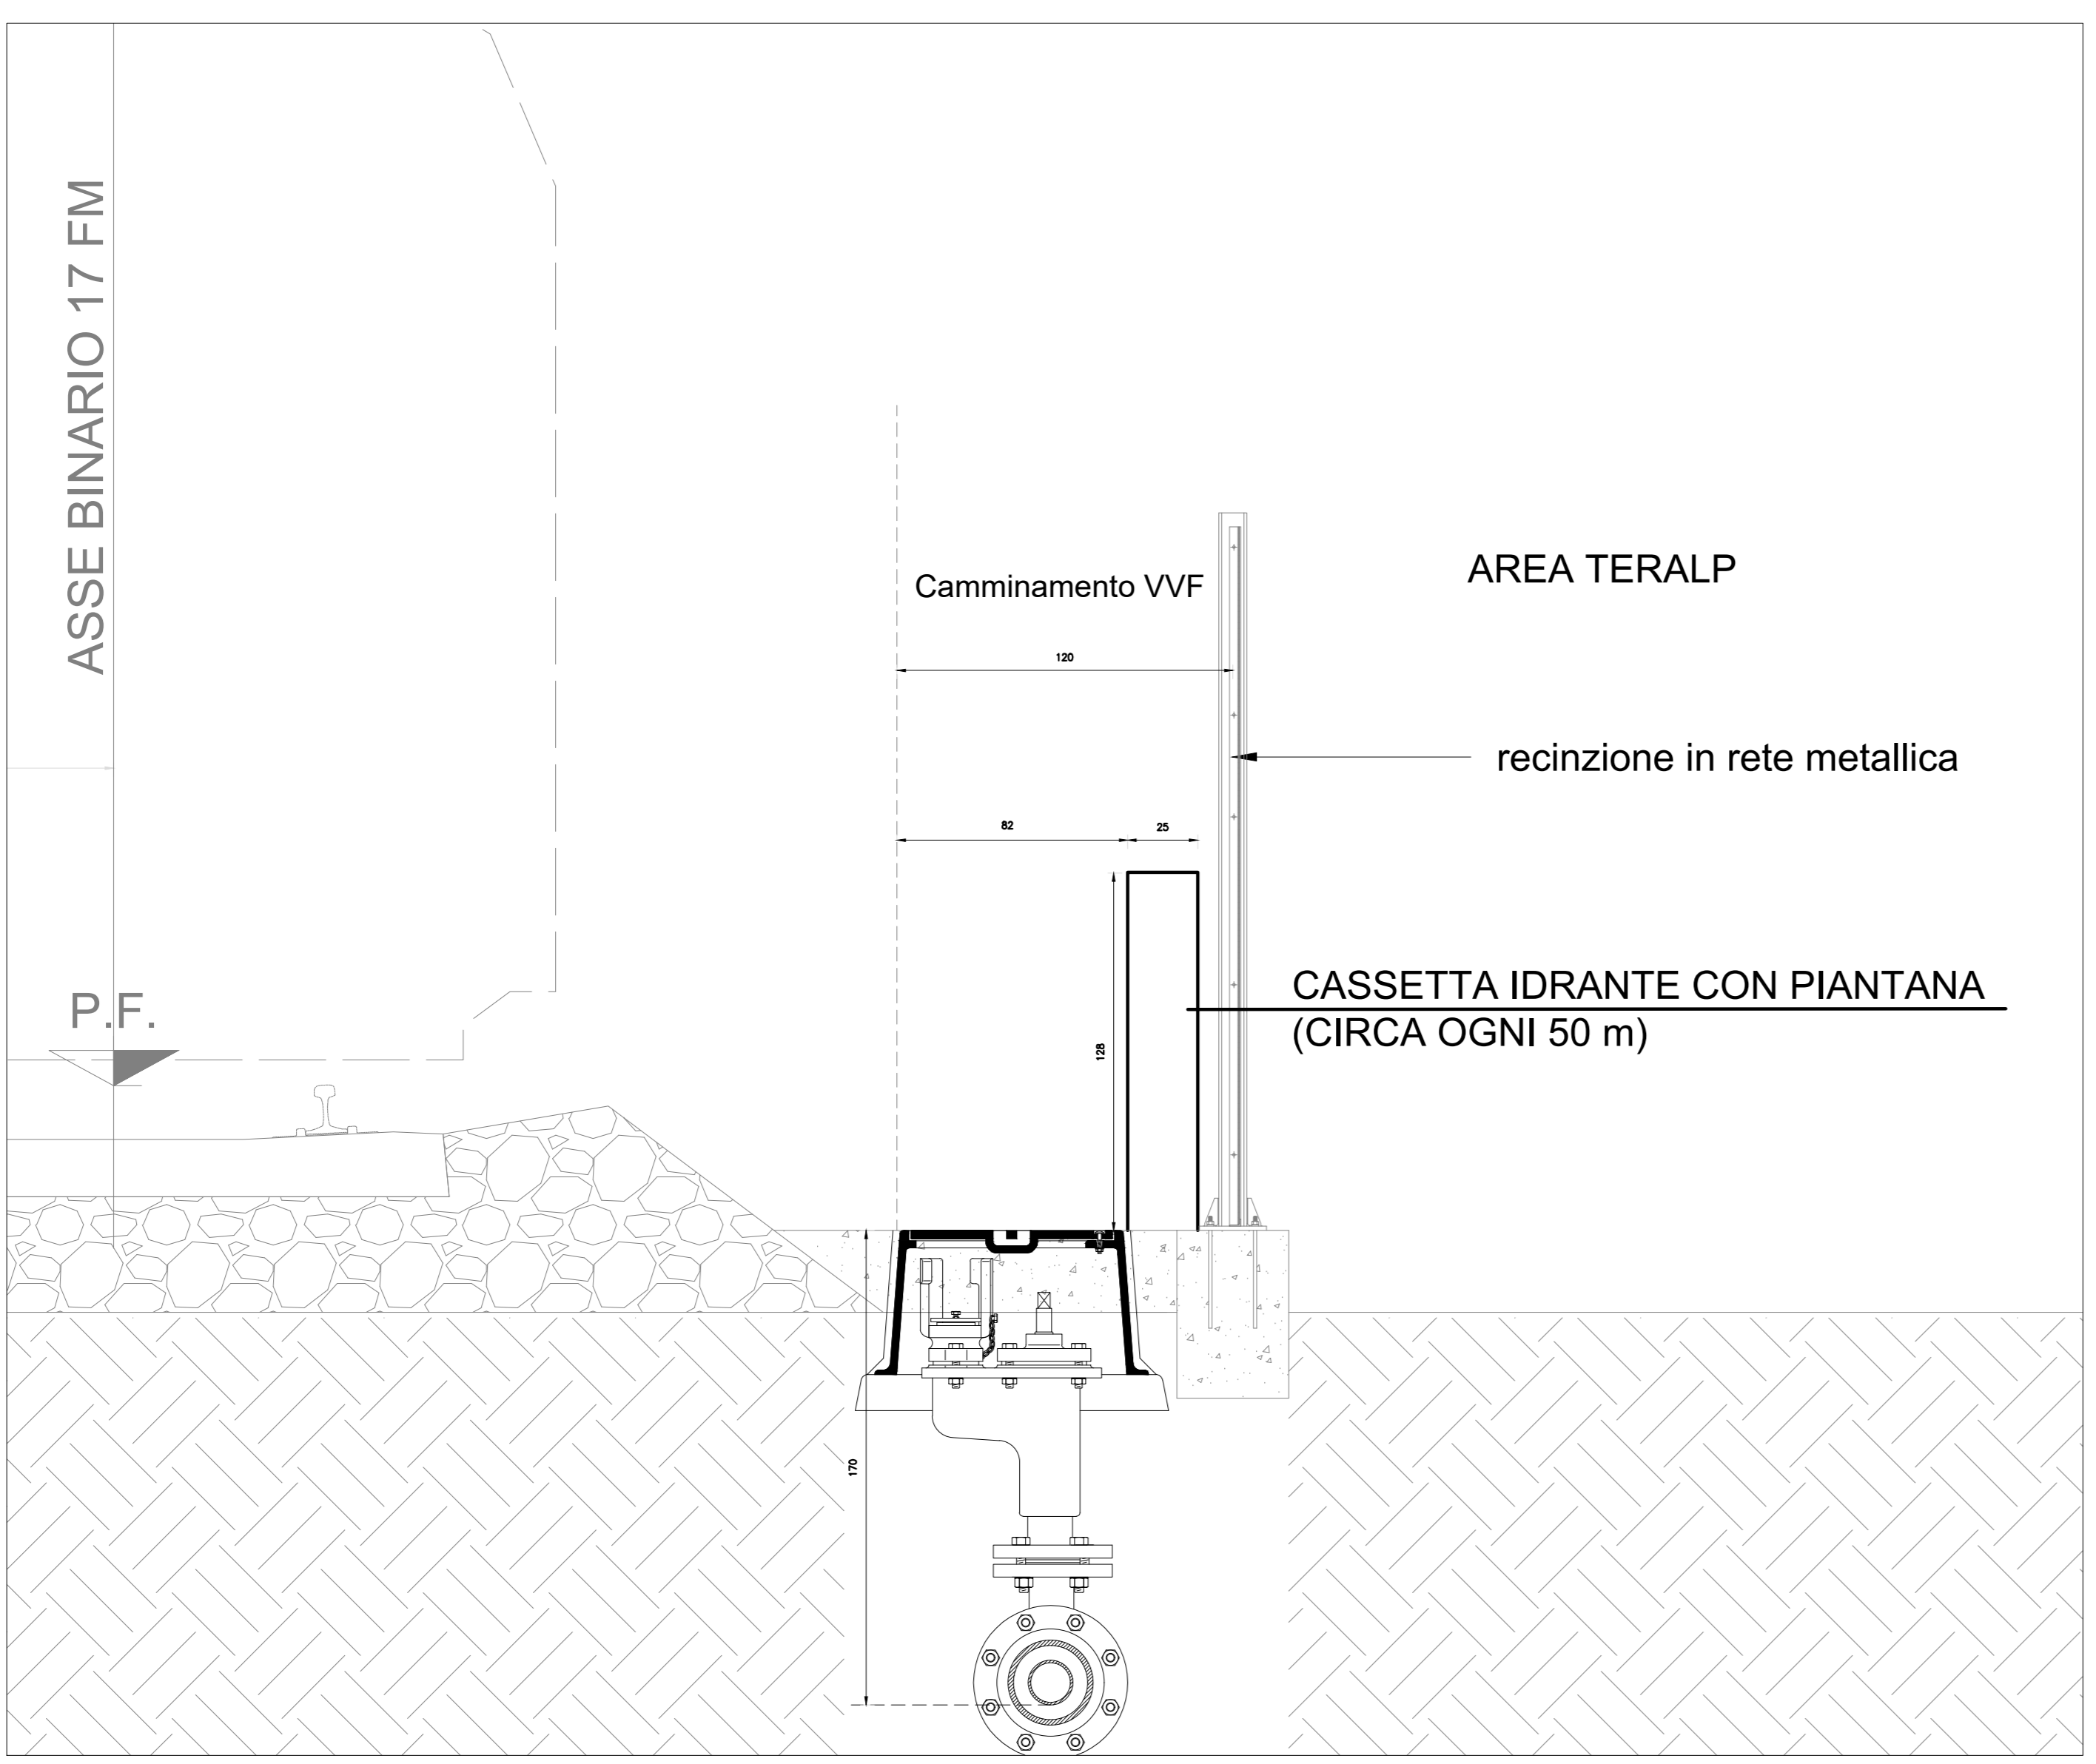 ASSE BINARIO 17 FM
Camminamento VVF
AREA TERALP
120
recinzione in rete metallica
82
25
CASSETTA IDRANTE CON PIANTANA
(CIRCA OGNI 50 m)
P.F.
128
170